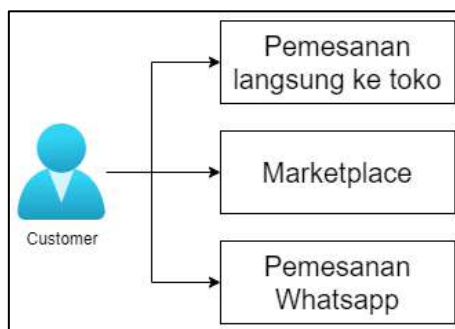 Pemesanan
langsung ke toko
Marketplace
Customer
Pemesanan
Whatsapp